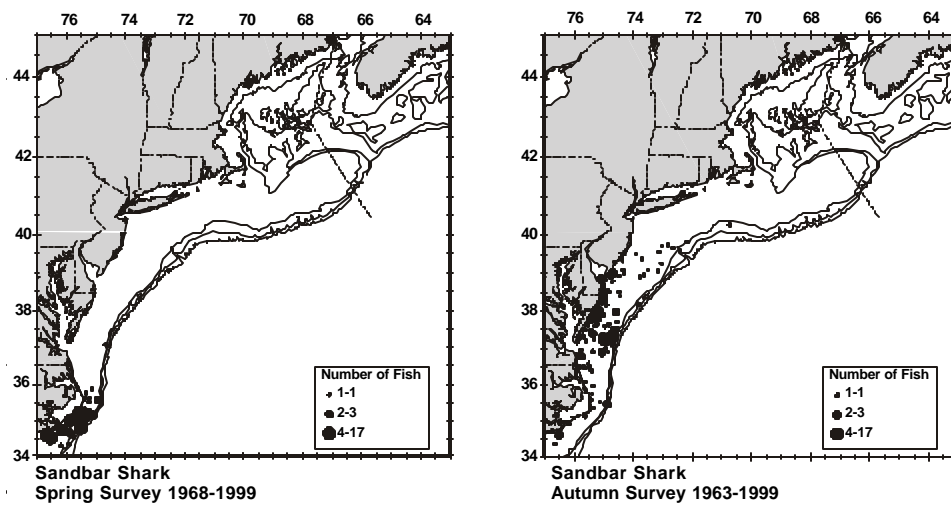 76 74 72 70 68 66 64
44
42
40
38
36
34
Number of Fish
1-1
2-3
4-17
Sandbar Shark
Spring Survey 1968-1999
76 74 72 70 68 66 64
44
42
40
38
36
34
Number of Fish
1-1
2-3
4-17
Sandbar Shark
Autumn Survey 1963-1999